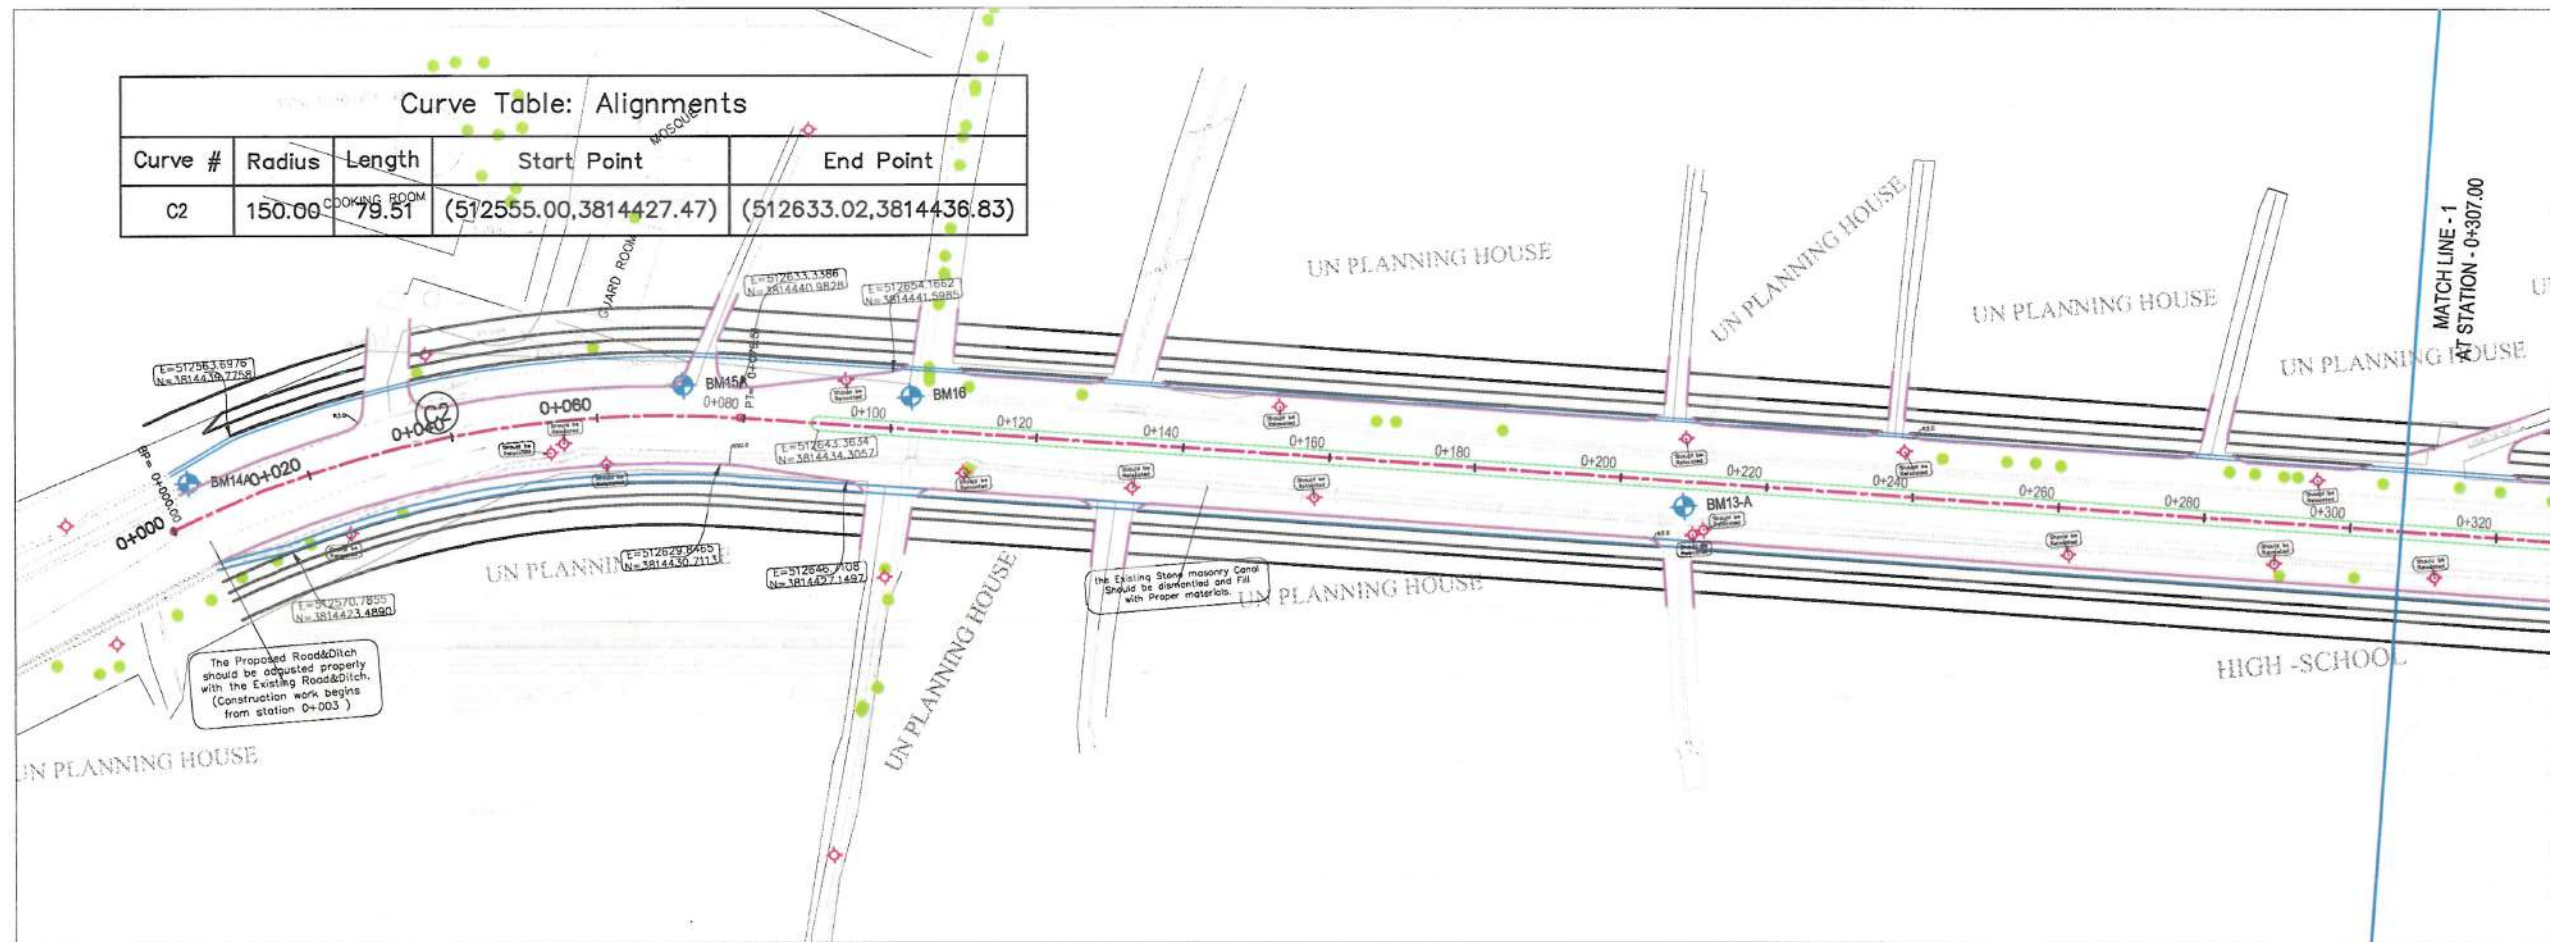 Curve Table: Alignments
Curve # Radius Length Start Point End Point
C2 150.00 79.51 (512555.00,3814427.47) (512633.02,3814436.83)
MOSQUE
COOKING ROOM
GUARD ROOM
E=512633.3386
N=3814440.9828
E=512654.1662
N=3814441.5985
E=512563.6976
N=3814439.7758
UN PLANNING HOUSE
UN PLANNING HOUSE
UN PLANNING HOUSE
UN PLANNING HOUSE
MATCH LINE - 1
AT STATION - 0+307.00
BP= 0+000.00
C2
BM14A
BM15A
BM16
BM13-A
0+000
0+020
0+040
0+060
0+080
0+100
0+120
0+140
0+160
0+180
0+200
0+220
0+240
0+260
0+280
0+300
0+320
Should be
Relocated
E=512643.3634
N=3814434.3057
E=512629.8465
N=3814430.7113
N=3814427.1497
E=512570.7855
N=3814423.4890
The Proposed Road&Ditch
should be adqusted properly
with the Existing Road&Ditch.
(Construction work begins
from station 0+003 )
the Existing Stone masonry Canal
Should be dismantled and Fill
with Proper materials.
UN PLANNING HOUSE
UN PLANNING HOUSE
UN PLANNING HOUSE
HIGH -SCHOOL